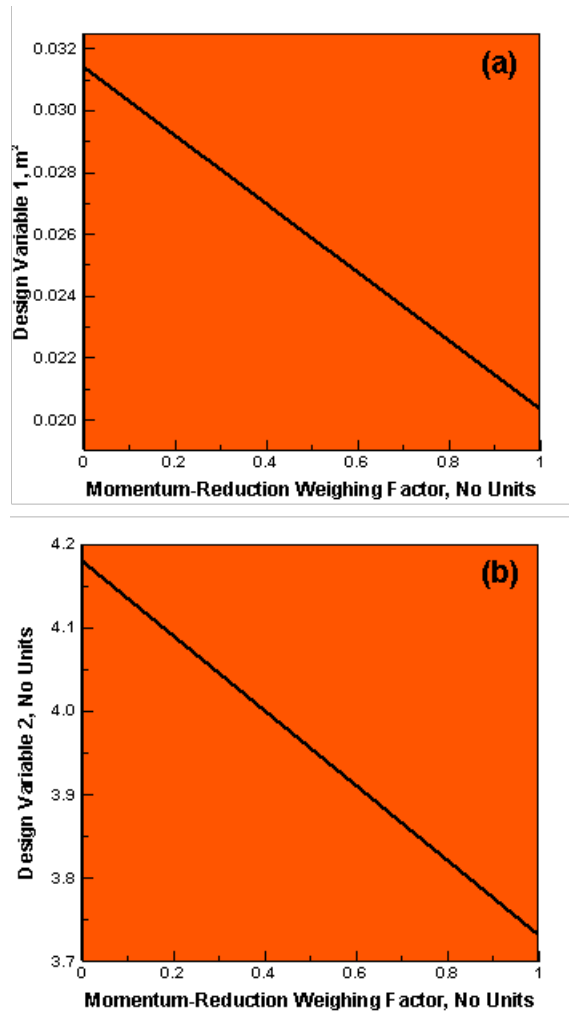 (a)
Design Variable 1, m²
0.032
0.030
0.028
0.026
0.024
0.022
0.020
0 0.2 0.4 0.6 0.8 1
Momentum-Reduction Weighing Factor, No Units
(b)
Design Variable 2, No Units
4.2
4.1
4.0
3.9
3.8
3.7
0 0.2 0.4 0.6 0.8 1
Momentum-Reduction Weighing Factor, No Units